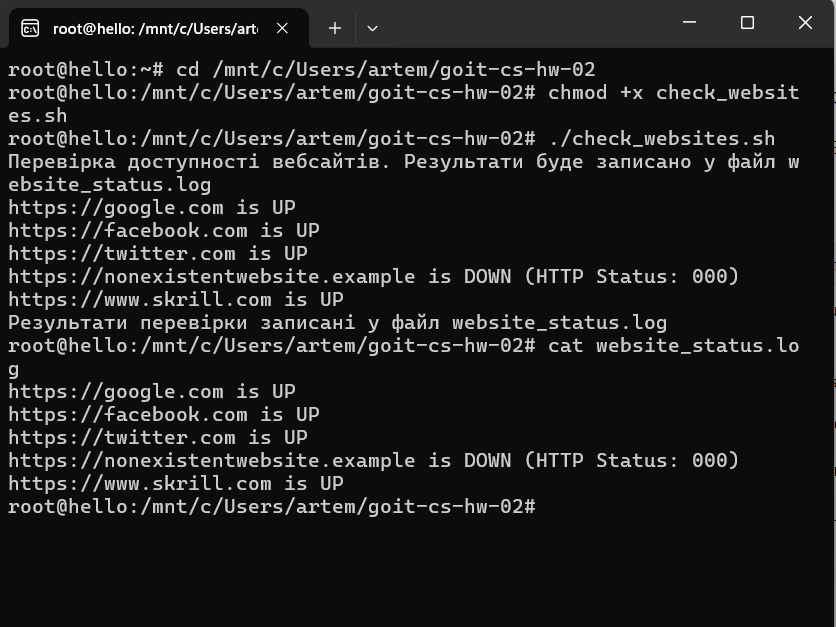 root@hello: /mnt/c/Users/art
root@hello:~# cd /mnt/c/Users/artem/goit-cs-hw-02
root@hello:/mnt/c/Users/artem/goit-cs-hw-02# chmod +x check_websit
es.sh
root@hello:/mnt/c/Users/artem/goit-cs-hw-02# ./check_websites.sh
Перевірка доступності вебсайтів. Результати буде записано у файл w
ebsite_status.log
https://google.com is UP
https://facebook.com is UP
https://twitter.com is UP
https://nonexistentwebsite.example is DOWN (HTTP Status: 000)
https://www.skrill.com is UP
Результати перевірки записані у файл website_status.log
root@hello:/mnt/c/Users/artem/goit-cs-hw-02# cat website_status.lo
g
https://google.com is UP
https://facebook.com is UP
https://twitter.com is UP
https://nonexistentwebsite.example is DOWN (HTTP Status: 000)
https://www.skrill.com is UP
root@hello:/mnt/c/Users/artem/goit-cs-hw-02#